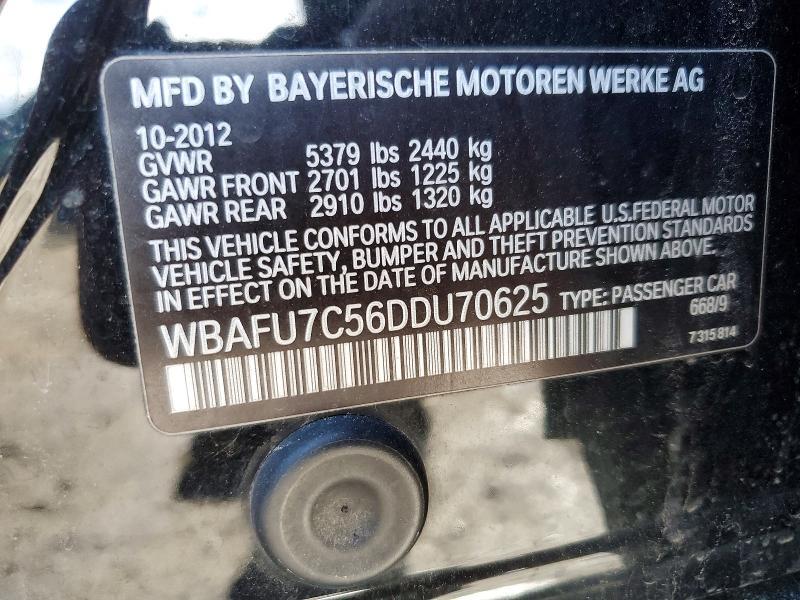 MFD BY BAYERISCHE MOTOREN WERKE AG
10-2012
GVWR 5379 lbs 2440 kg
GAWR FRONT 2701 lbs 1225 kg
GAWR REAR 2910 lbs 1320 kg
THIS VEHICLE CONFORMS TO ALL APPLICABLE U.S.FEDERAL MOTOR
VEHICLE SAFETY, BUMPER AND THEFT PREVENTION STANDARDS
IN EFFECT ON THE DATE OF MANUFACTURE SHOWN ABOVE.
WBAFU7C56DDU70625 TYPE: PASSENGER CAR
668/9
7315814